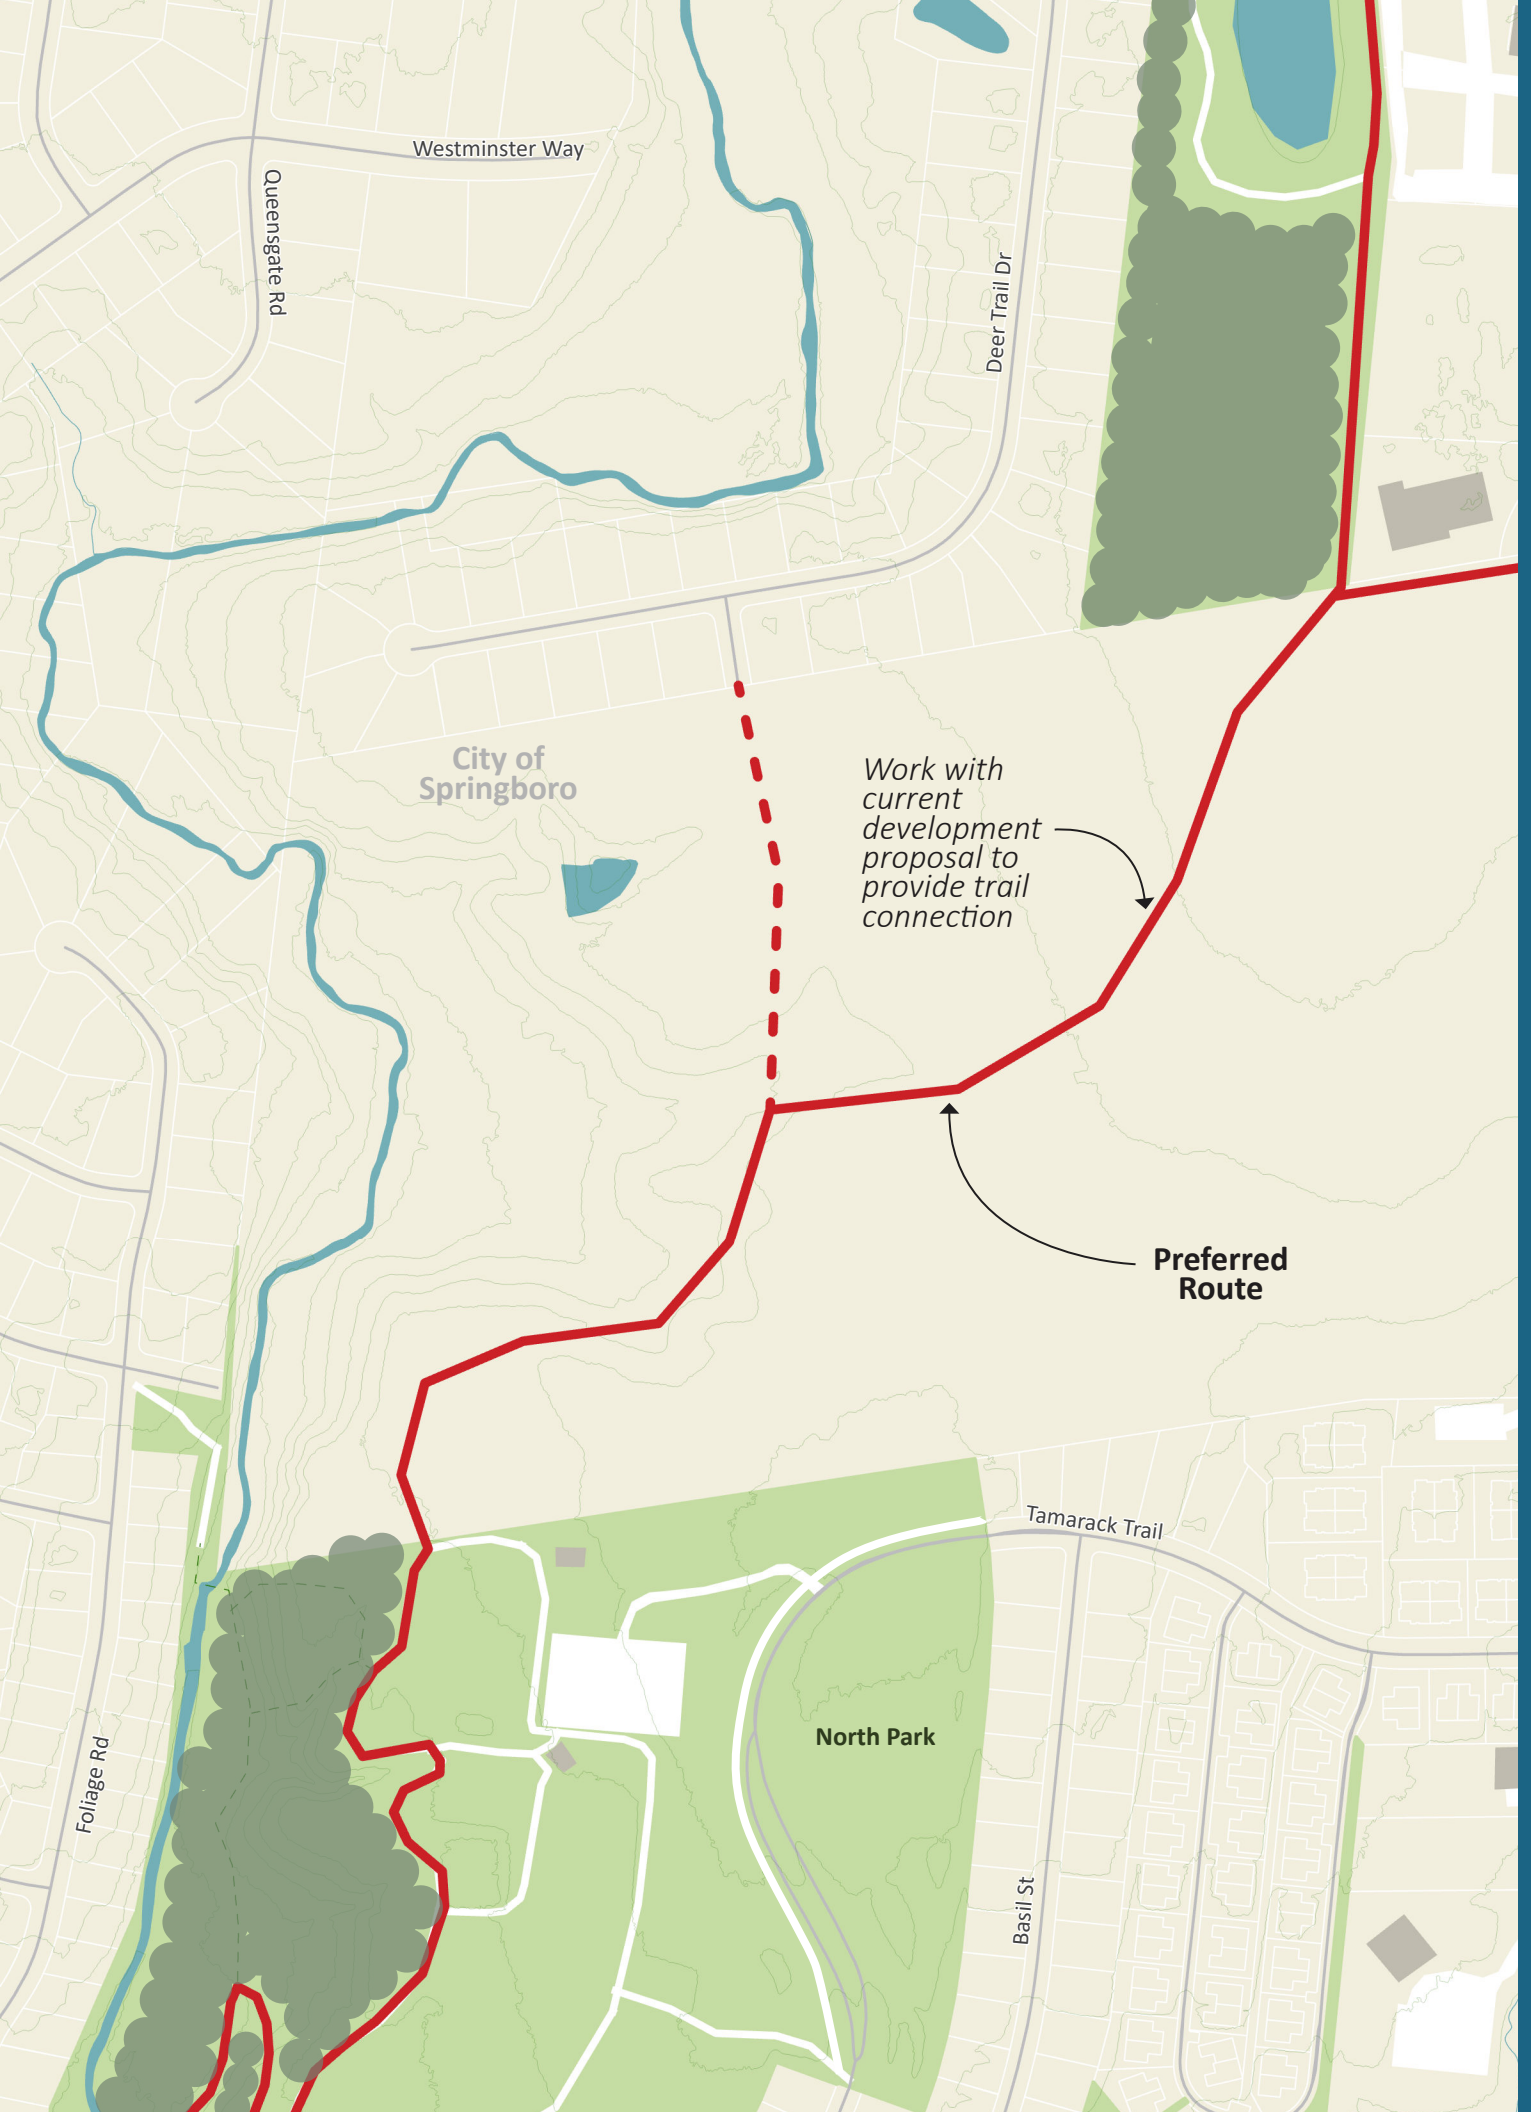 Westminster Way
Queensgate Rd
Deer Trail Dr
City of
Springboro
Work with
current
development
proposal to
provide trail
connection
Preferred
Route
Tamarack Trail
North Park
Foliage Rd
Basil St